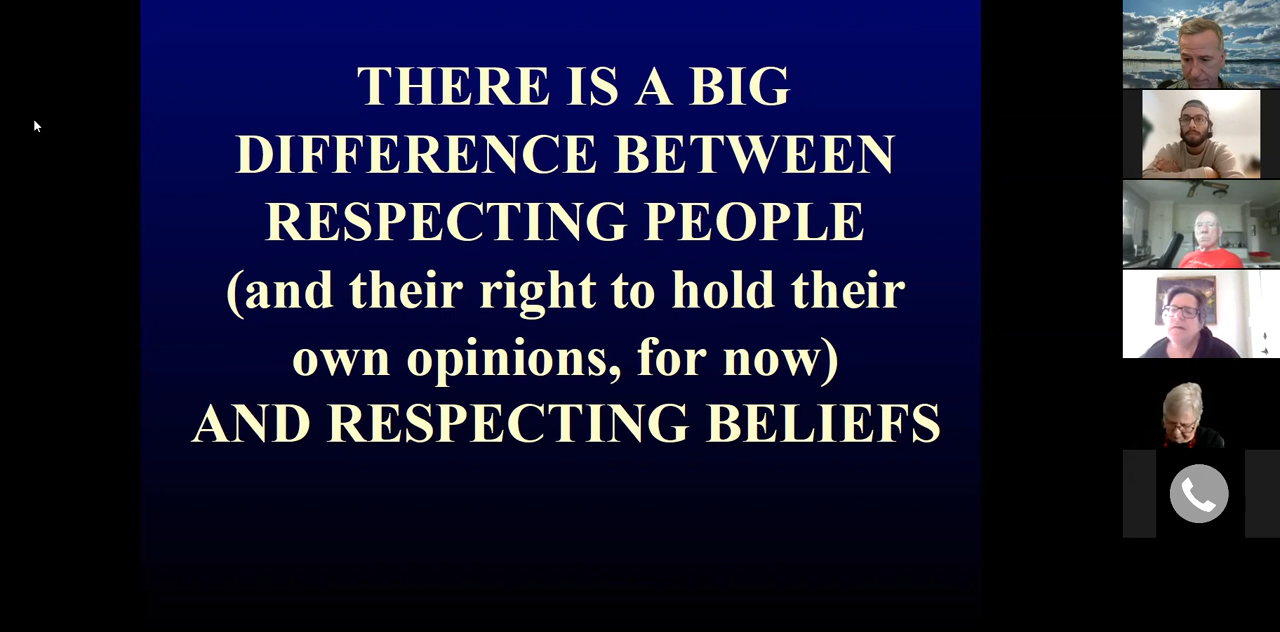 THERE IS A BIG
DIFFERENCE BETWEEN
RESPECTING PEOPLE
(and their right to hold their
own opinions, for now)
AND RESPECTING BELIEFS